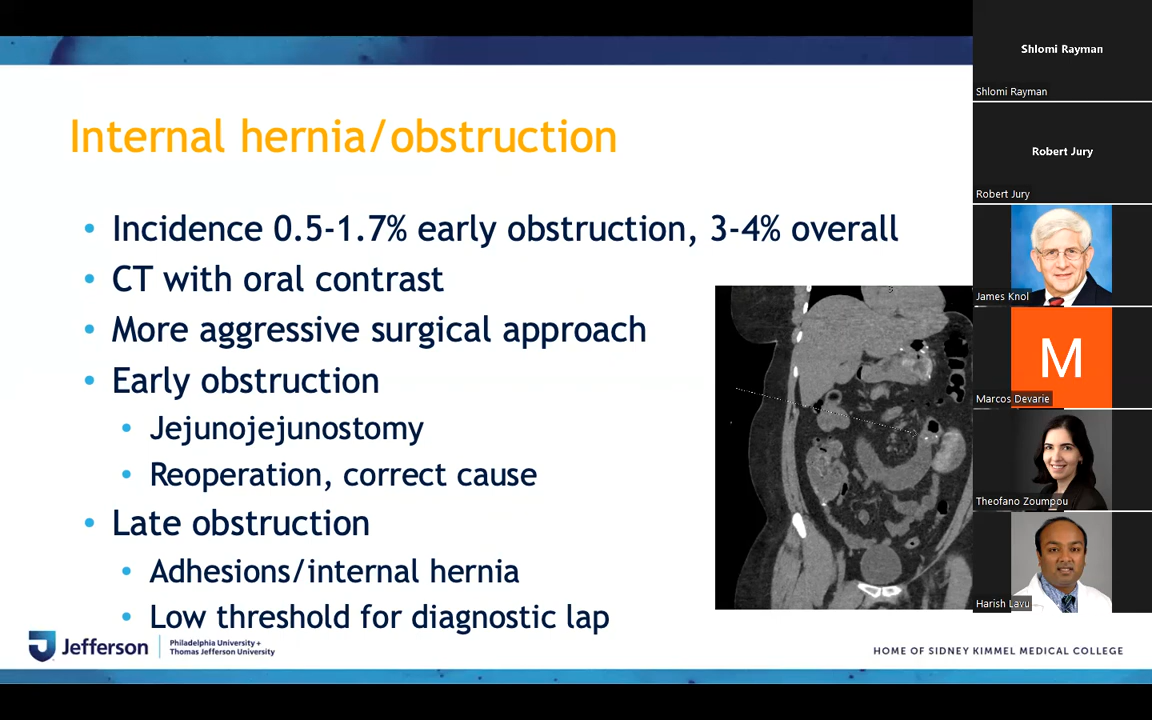 Internal hernia/obstruction
• Incidence 0.5-1.7% early obstruction, 3-4% overall
• CT with oral contrast
• More aggressive surgical approach
• Early obstruction
• Jejunojejunostomy
• Reoperation, correct cause
• Late obstruction
• Adhesions/internal hernia
• Low threshold for diagnostic lap
Jefferson
Philadelphia University +
Thomas Jefferson University
HOME OF SIDNEY KIMMEL MEDICAL COLLEGE
Shlomi Rayman
Shlomi Rayman
Robert Jury
Robert Jury
James Knol
M
Marcos Devarie
Theofano Zoumpou
Harish Lavu